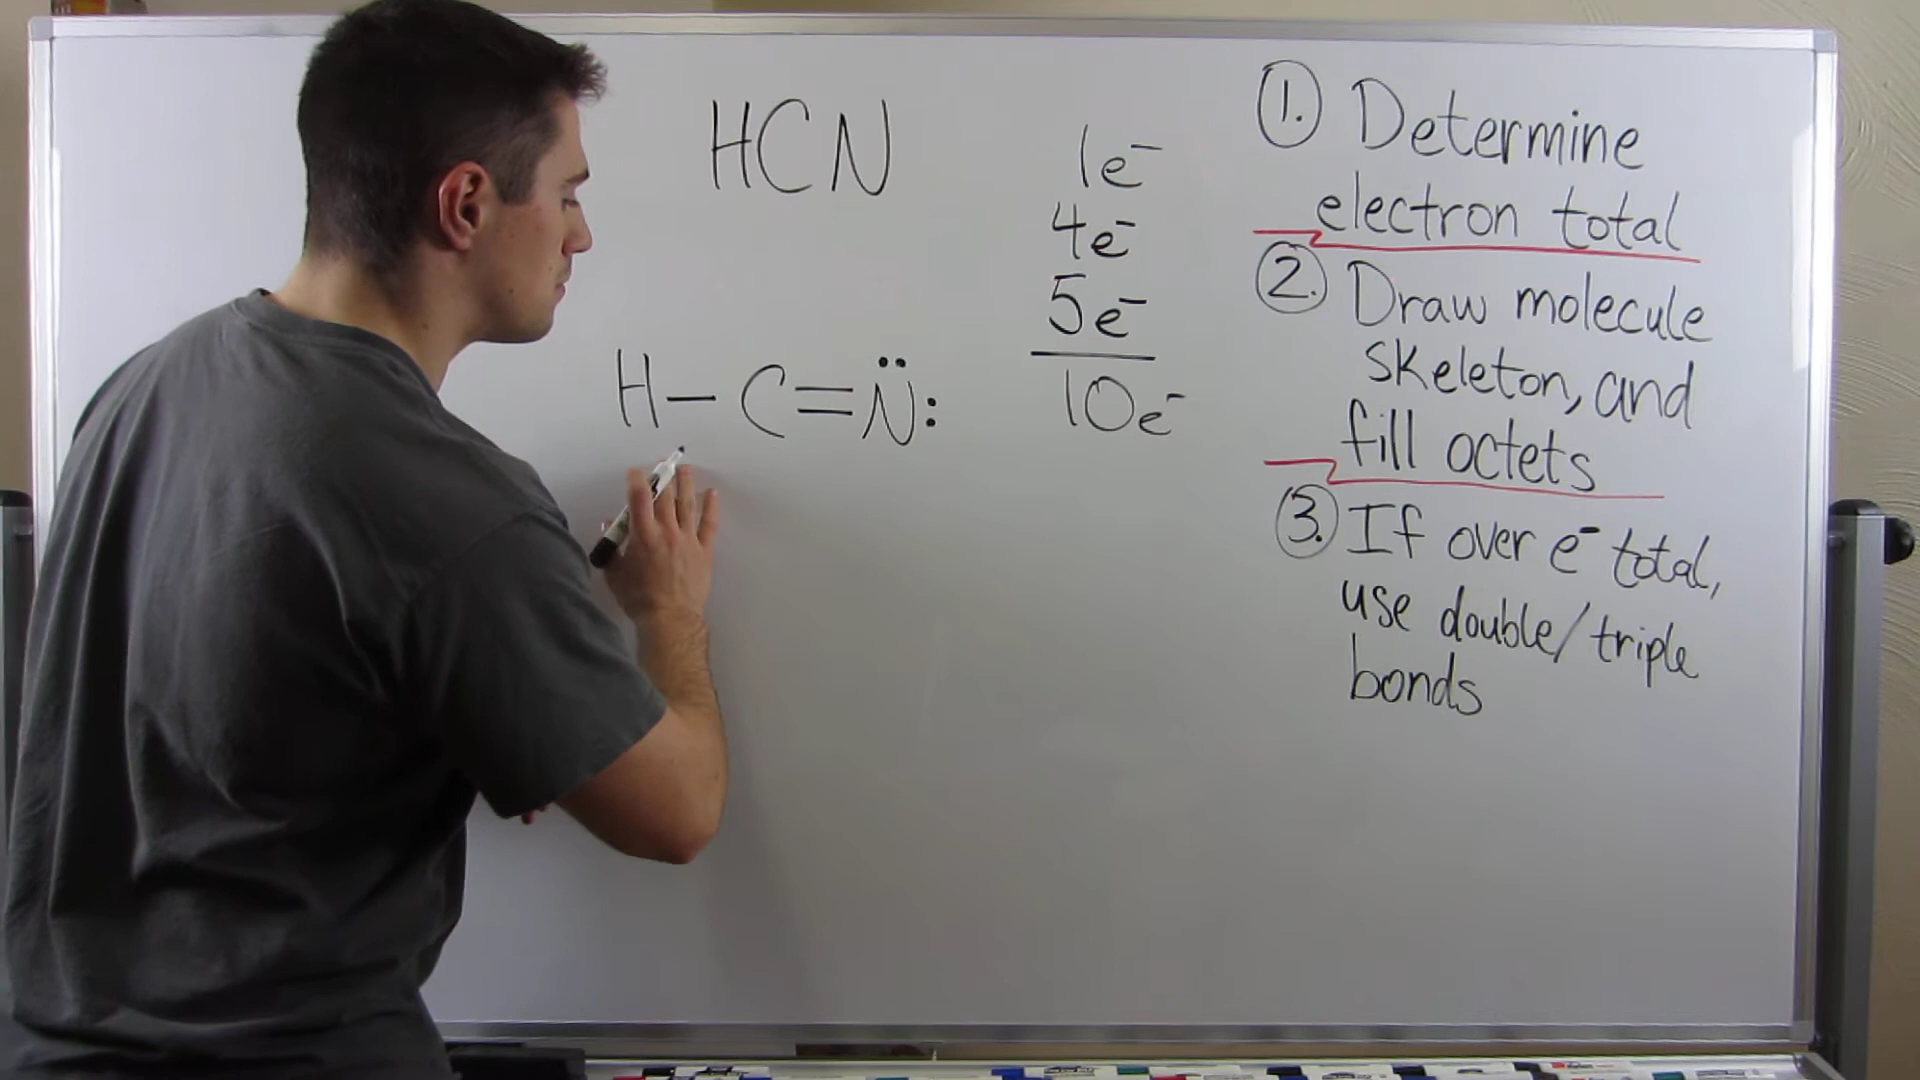 HCN
1e⁻
4e⁻
5e⁻
10e⁻
H–C=N̈:
1. Determine
electron total
2. Draw molecule
skeleton, and
fill octets
3. If over e⁻ total,
use double/triple
bonds